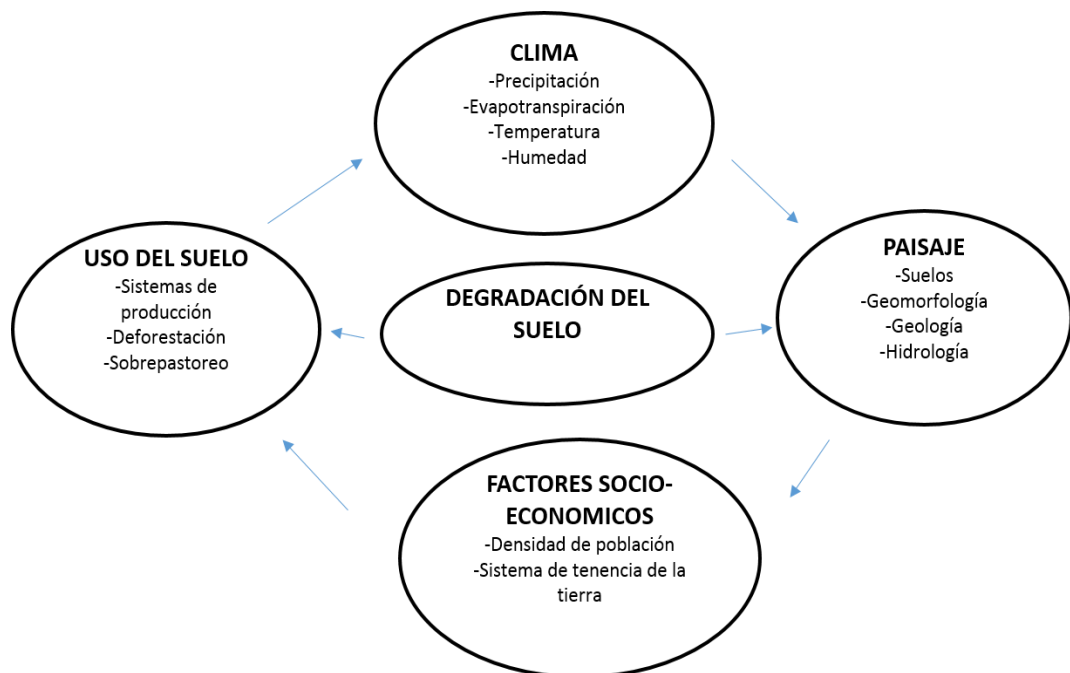 CLIMA
-Precipitación
-Evapotranspiración
-Temperatura
-Humedad
USO DEL SUELO
-Sistemas de
producción
-Deforestación
-Sobrepastoreo
DEGRADACIÓN DEL
SUELO
PAISAJE
-Suelos
-Geomorfología
-Geología
-Hidrología
FACTORES SOCIO-
ECONOMICOS
-Densidad de población
-Sistema de tenencia de la
tierra